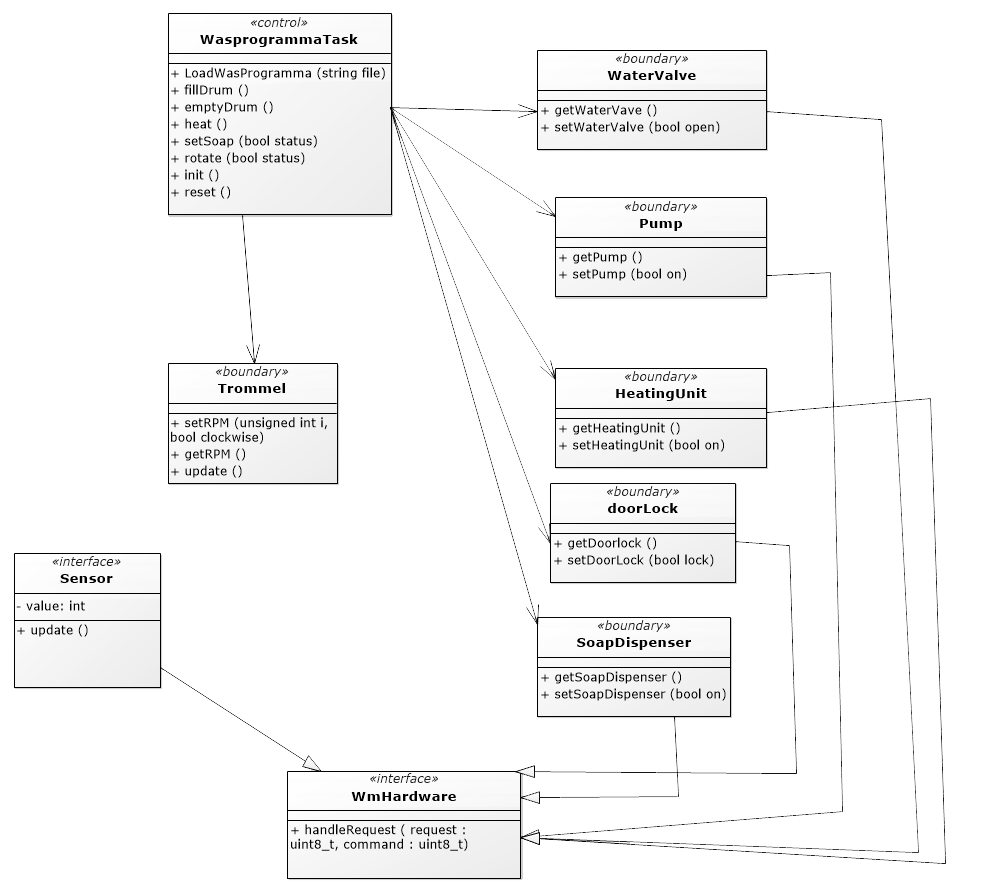 «control»
WasprogrammaTask
+ LoadWasProgramma (string file)
+ fillDrum ()
+ emptyDrum ()
+ heat ()
+ setSoap (bool status)
+ rotate (bool status)
+ init ()
+ reset ()
«boundary»
WaterValve
+ getWaterVave ()
+ setWaterValve (bool open)
«boundary»
Pump
+ getPump ()
+ setPump (bool on)
«boundary»
Trommel
+ setRPM (unsigned int i,
bool clockwise)
+ getRPM ()
+ update ()
«boundary»
HeatingUnit
+ getHeatingUnit ()
+ setHeatingUnit (bool on)
«boundary»
doorLock
+ getDoorlock ()
+ setDoorLock (bool lock)
«interface»
Sensor
- value: int
+ update ()
«boundary»
SoapDispenser
+ getSoapDispenser ()
+ setSoapDispenser (bool on)
«interface»
WmHardware
+ handleRequest ( request :
uint8_t, command : uint8_t)